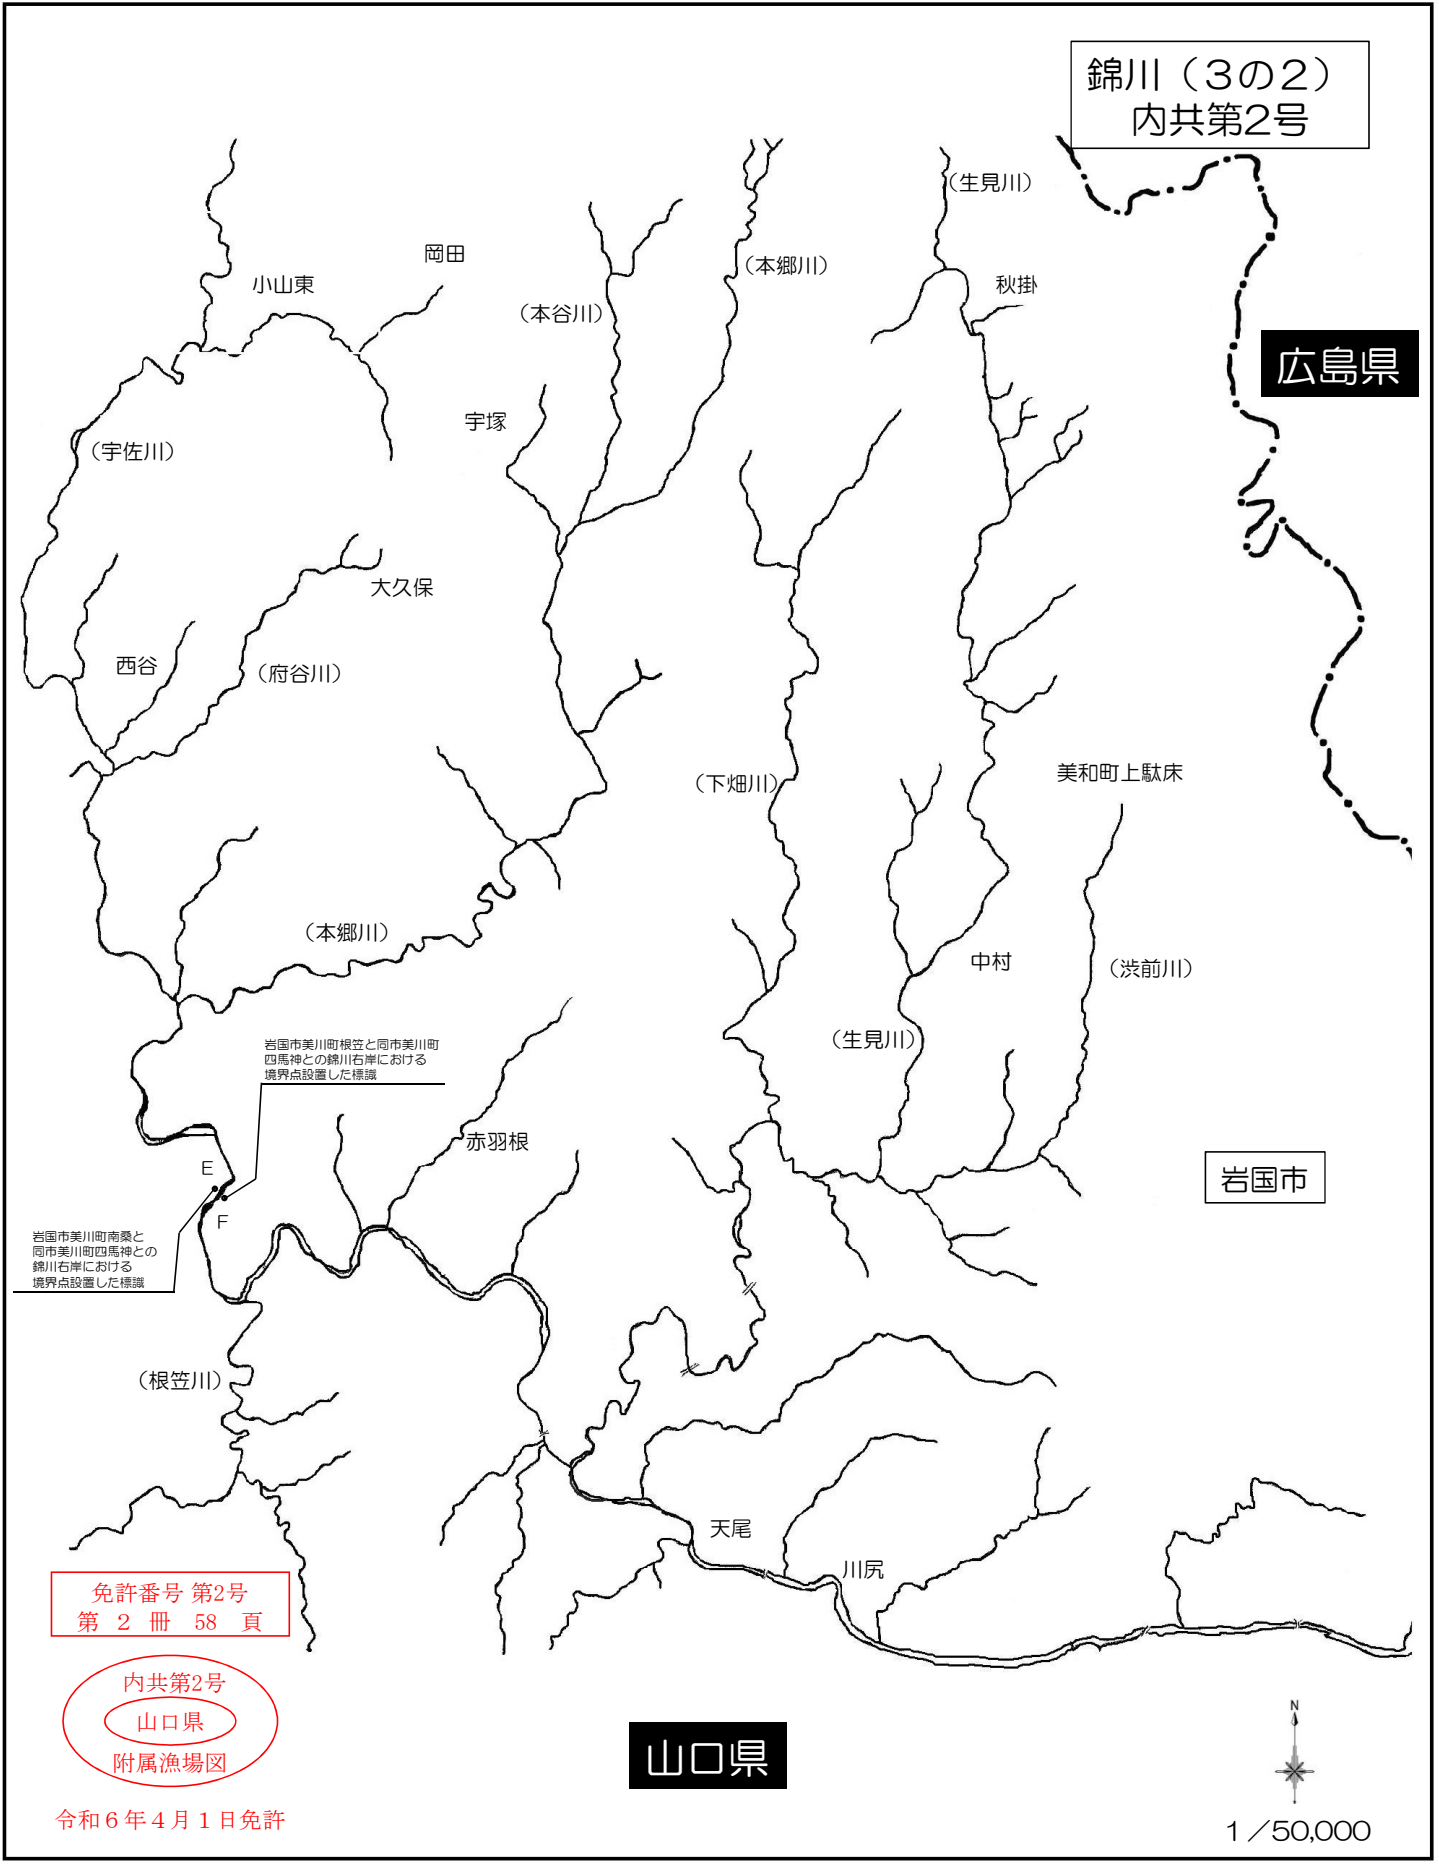 錦川（３の２）
内共第２号
（生見川）
岡田
（本郷川）
小山東
秋掛
（本谷川）
広島県
宇塚
（宇佐川）
大久保
西谷
（府谷川）
美和町上駄床
（下畑川）
（本郷川）
中村
（渋前川）
（生見川）
岩国市美川町根笠と同市美川町
四馬神との錦川右岸における
境界点設置した標識
赤羽根
E
岩国市
F
岩国市美川町南桑と
同市美川町四馬神との
錦川右岸における
境界点設置した標識
（根笠川）
天尾
川尻
免許番号 第2号
第 2 冊 58 頁
内共第2号
山口県
附属漁場図
令和６年４月１日免許
山口県
N
１／50,000